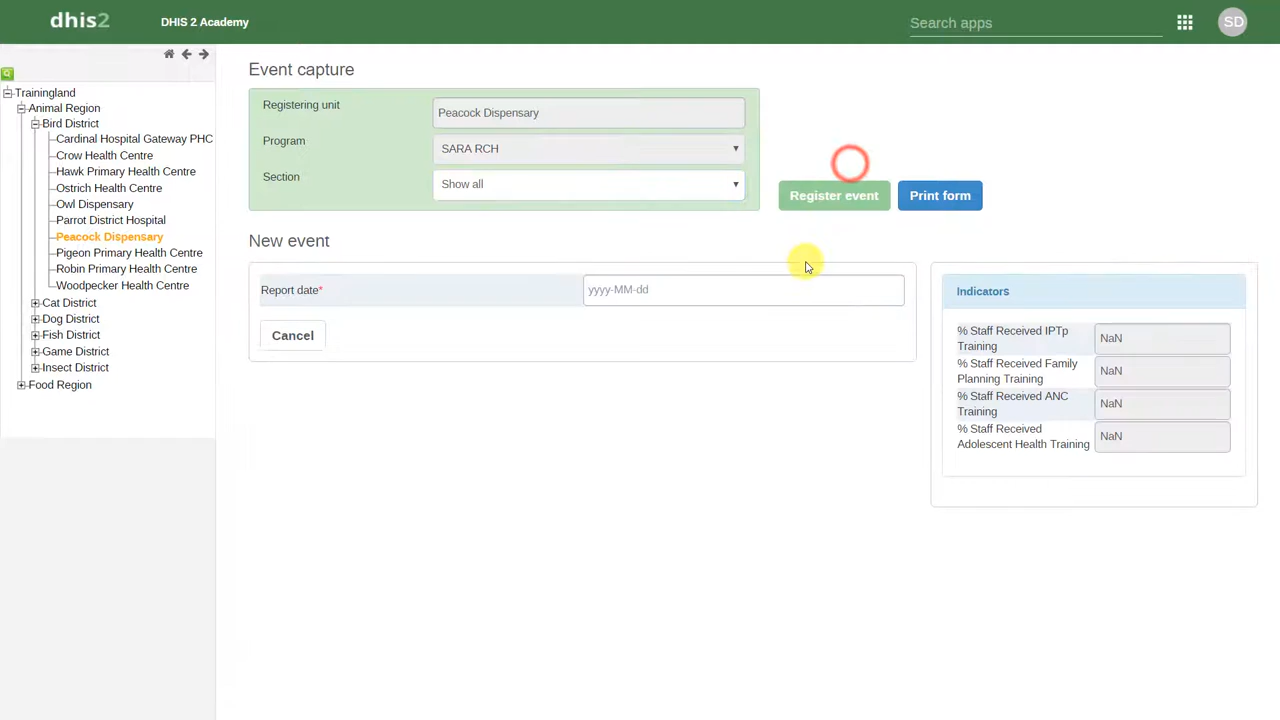 dhis2
DHIS 2 Academy
Search apps
SD
Trainingland
Animal Region
Bird District
Cardinal Hospital Gateway PHC
Crow Health Centre
Hawk Primary Health Centre
Ostrich Health Centre
Owl Dispensary
Parrot District Hospital
Peacock Dispensary
Pigeon Primary Health Centre
Robin Primary Health Centre
Woodpecker Health Centre
Cat District
Dog District
Fish District
Game District
Insect District
Food Region
Event capture
Registering unit
Peacock Dispensary
Program
SARA RCH
Section
Show all
Register event
Print form
New event
Report date*
yyyy-MM-dd
Cancel
Indicators
% Staff Received IPTp
Training
NaN
% Staff Received Family
Planning Training
NaN
% Staff Received ANC
Training
NaN
% Staff Received
Adolescent Health Training
NaN